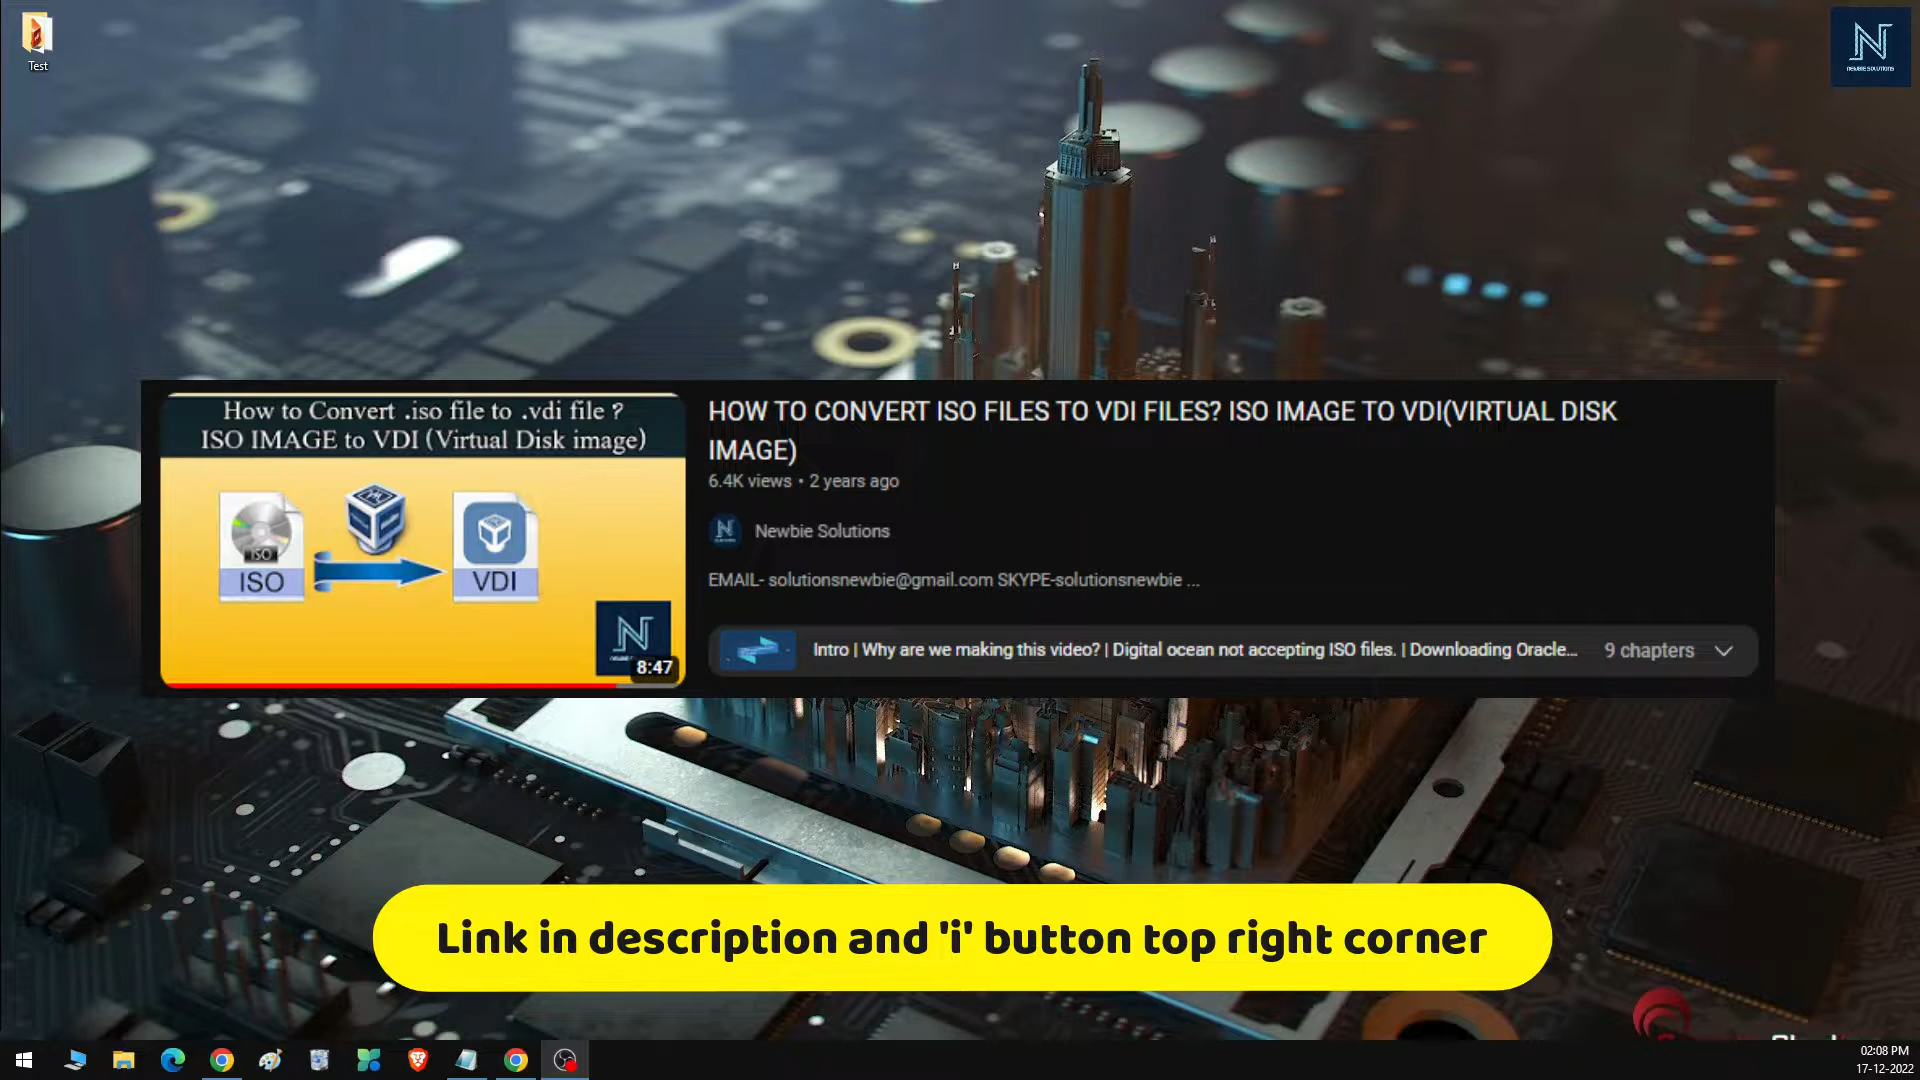 Test
NEWBIE SOLUTIONS
How to Convert .iso file to .vdi file ?
ISO IMAGE to VDI (Virtual Disk image)
ISO
ISO
VDI
8:47
HOW TO CONVERT ISO FILES TO VDI FILES? ISO IMAGE TO VDI(VIRTUAL DISK
IMAGE)
6.4K views • 2 years ago
Newbie Solutions
EMAIL- solutionsnewbie@gmail.com SKYPE-solutionsnewbie ...
Intro | Why are we making this video? | Digital ocean not accepting ISO files. | Downloading Oracle...
9 chapters
Link in description and 'i' button top right corner
02:08 PM
17-12-2022